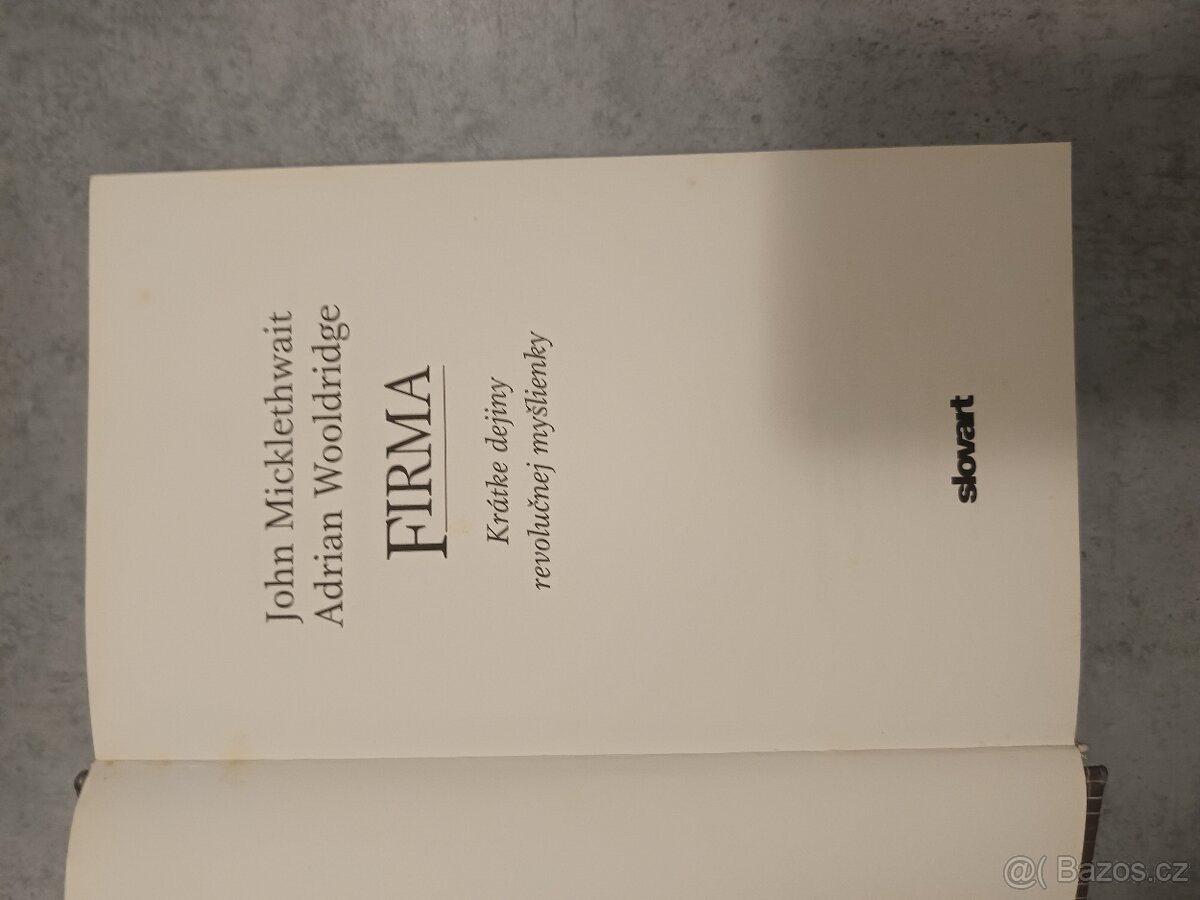 John Micklethwait
Adrian Wooldridge
FIRMA
Krátke dejiny
revolučnej myšlienky
slovart
@( Bazos.cz